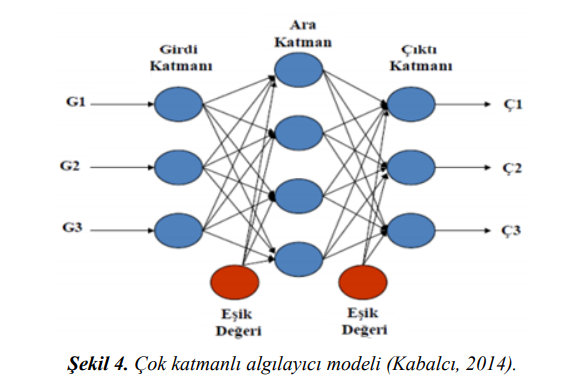 Ara
Katman
Girdi
Katmanı
Çıktı
Katmanı
G1
Ç1
G2
Ç2
G3
Ç3
Eşik
Değeri
Eşik
Değeri
Şekil 4. Çok katmanlı algılayıcı modeli (Kabalcı, 2014).